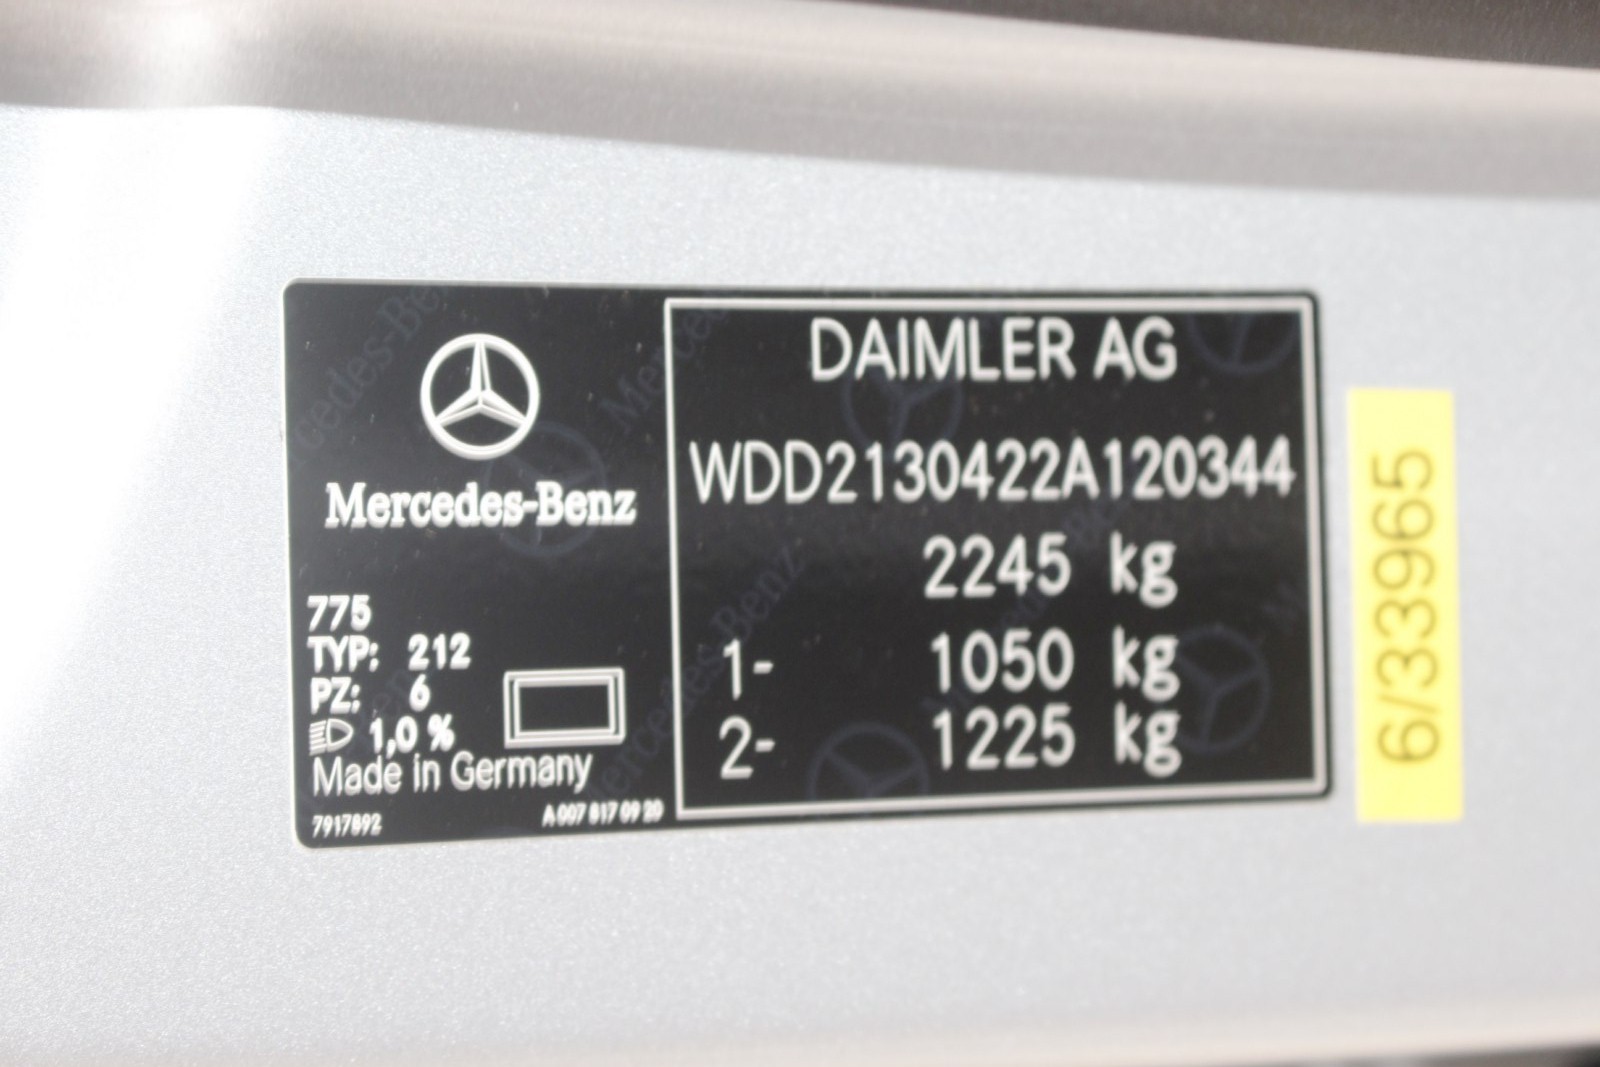 Mercedes-Benz
775
TYP: 212
PZ: 6
1,0 %
Made in Germany
7917892
A 007 817 09 20
DAIMLER AG
WDD2130422A120344
2245 kg
1- 1050 kg
2- 1225 kg
6/33965